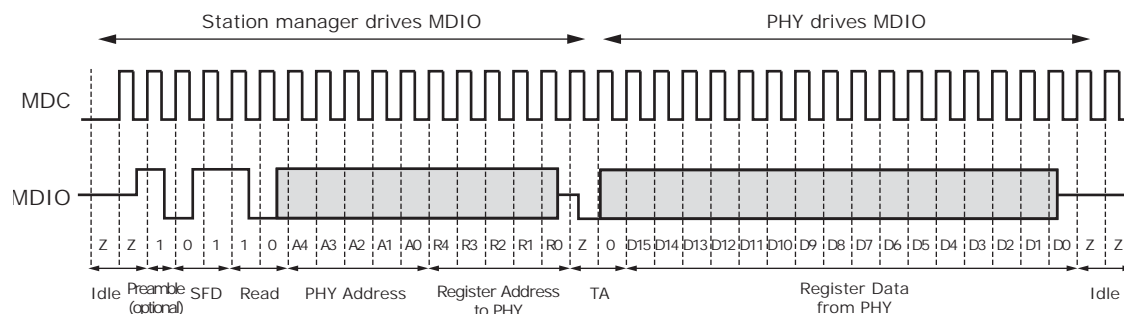 Station manager drives MDIO PHY drives MDIO
MDC
MDIO
Z Z 1 0 1 1 0 A4 A3 A2 A1 A0 R4 R3 R2 R1 R0 Z 0 D15 D14 D13 D12 D11 D10 D9 D8 D7 D6 D5 D4 D3 D2 D1 D0 Z Z
Idle Preamble SFD Read PHY Address Register Address TA Register Data Idle
(optional) to PHY from PHY